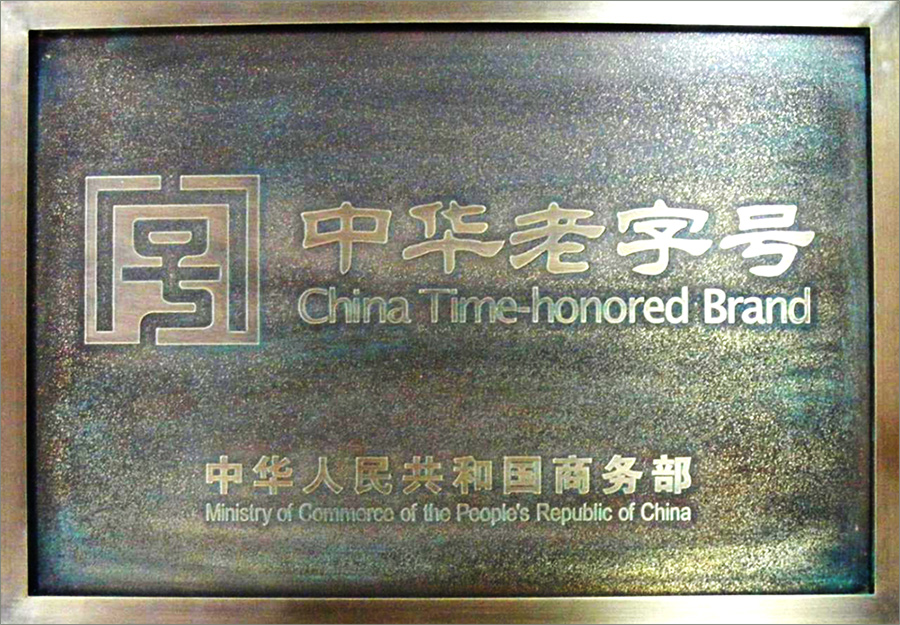 中华老字号
China Time-honored Brand
中华人民共和国商务部
Ministry of Commerce of the People's Republic of China